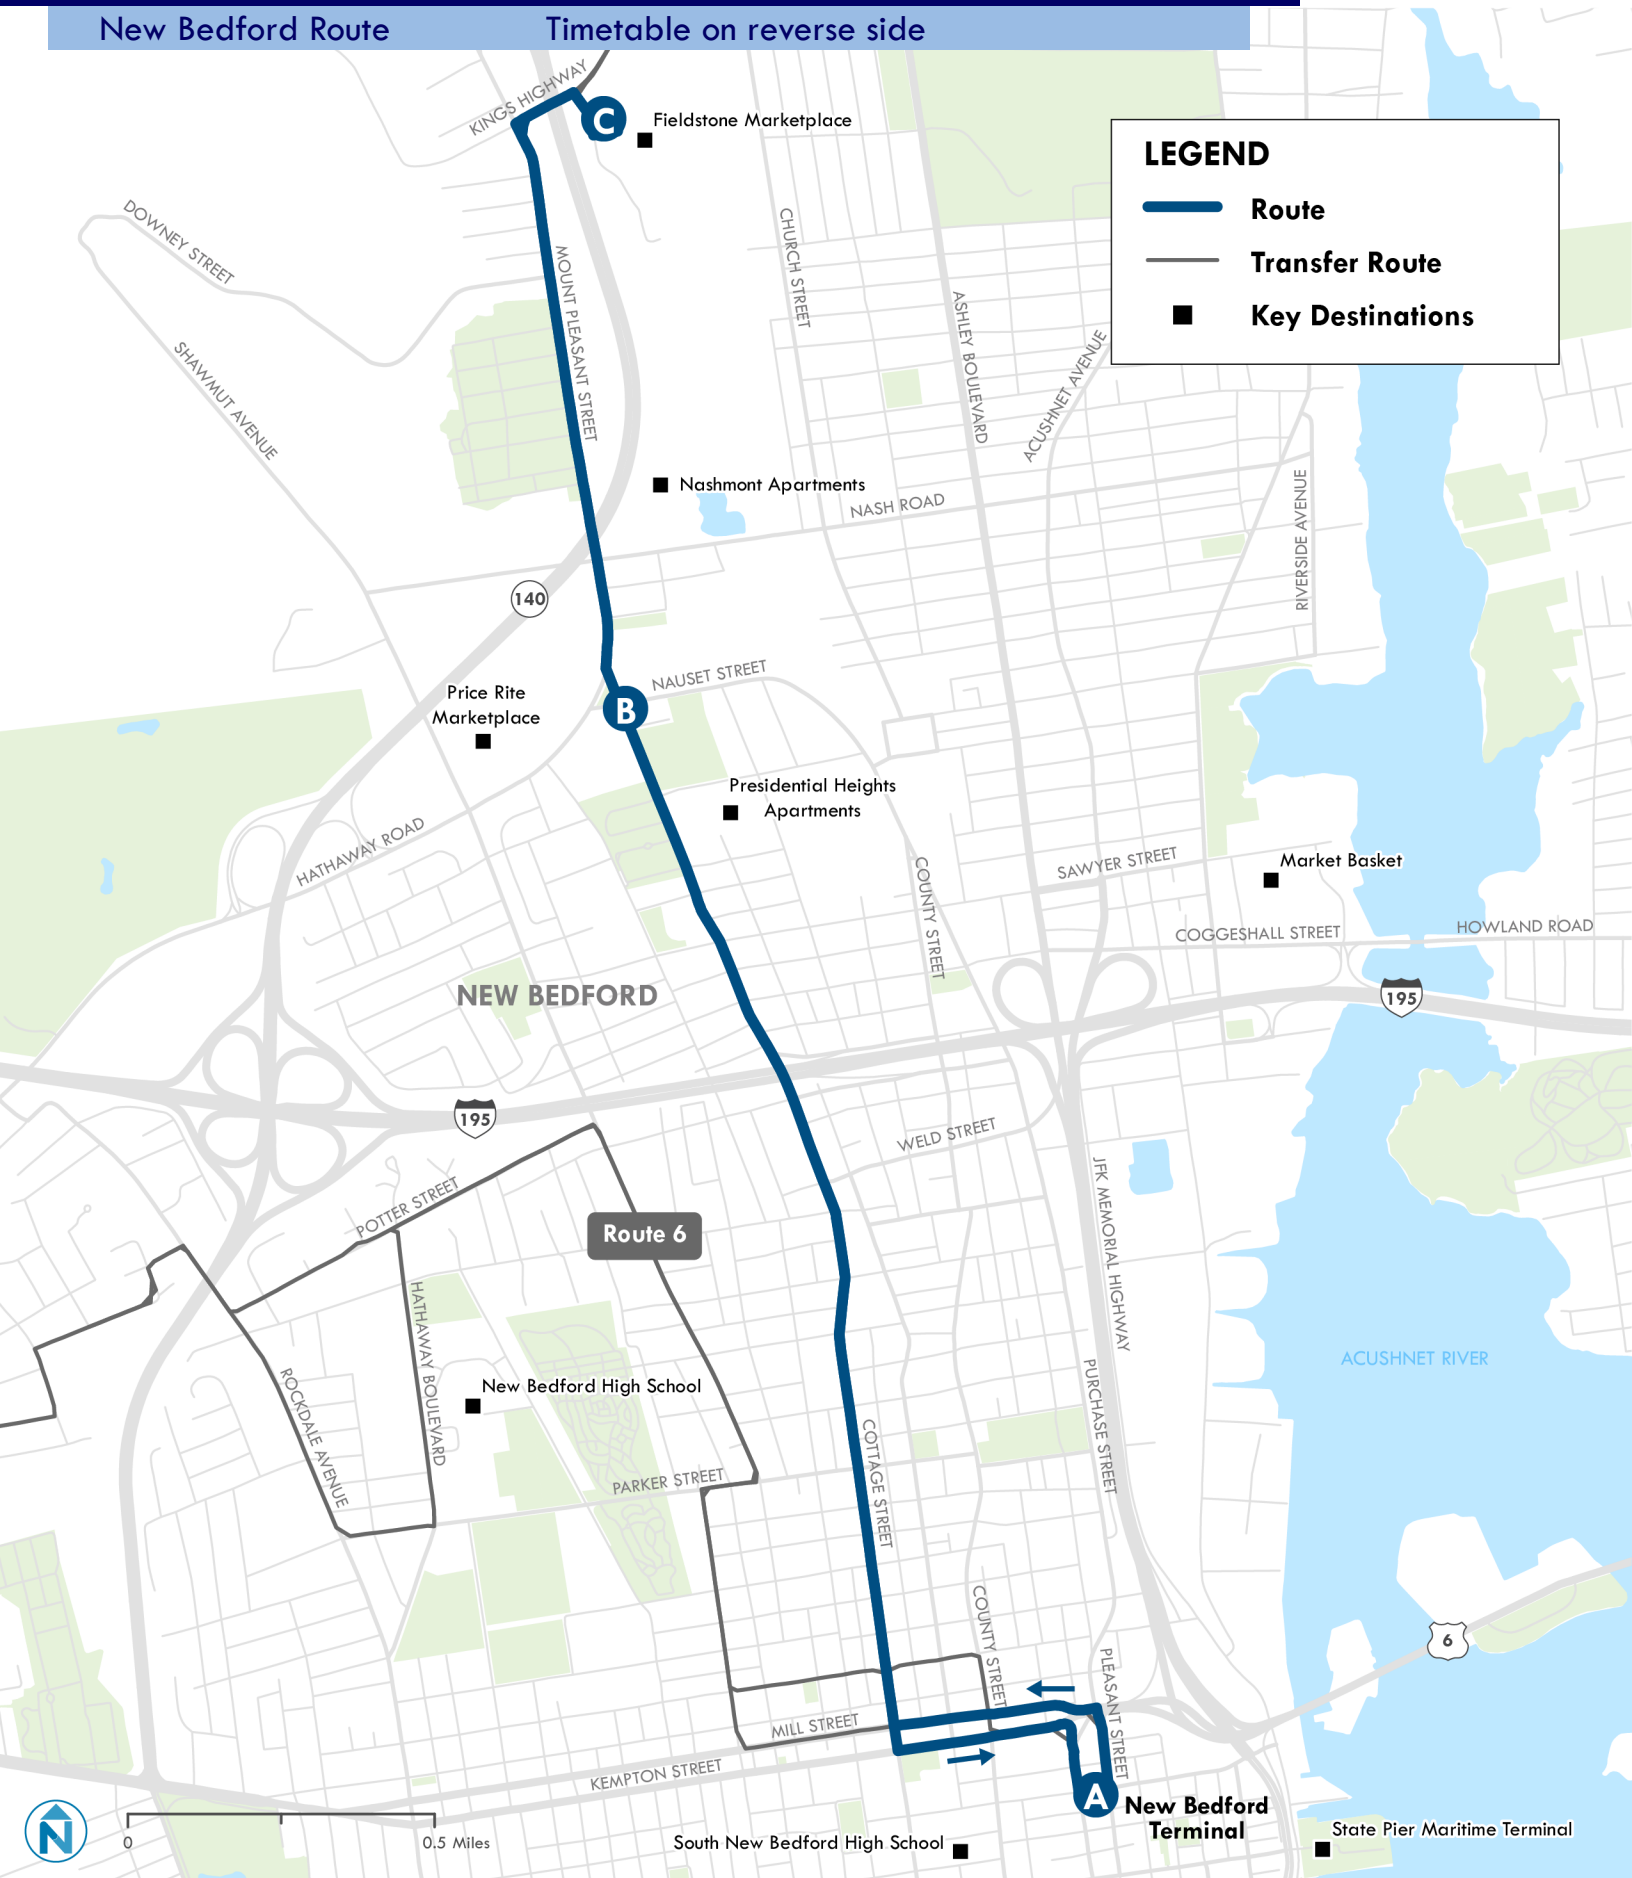 New Bedford Route
Timetable on reverse side
KINGS HIGHWAY
C
Fieldstone Marketplace
LEGEND
Route
Transfer Route
Key Destinations
DOWNEY STREET
CHURCH STREET
MOUNT PLEASANT STREET
ASHLEY BOULEVARD
ACUSHNET AVENUE
SHAWMUT AVENUE
Nashmont Apartments
NASH ROAD
RIVERSIDE AVENUE
140
NAUSET STREET
Price Rite
Marketplace
B
Presidential Heights
Apartments
HATHAWAY ROAD
SAWYER STREET
Market Basket
COUNTY STREET
COGGESHALL STREET
HOWLAND ROAD
NEW BEDFORD
195
195
WELD STREET
POTTER STREET
JFK MEMORIAL HIGHWAY
Route 6
HATHAWAY BOULEVARD
ACUSHNET RIVER
ROCKDALE AVENUE
New Bedford High School
PURCHASE STREET
COTTAGE STREET
PARKER STREET
COUNTY STREET
6
PLEASANT STREET
MILL STREET
KEMPTON STREET
A
New Bedford
Terminal
N
0
0.5 Miles
South New Bedford High School
State Pier Maritime Terminal